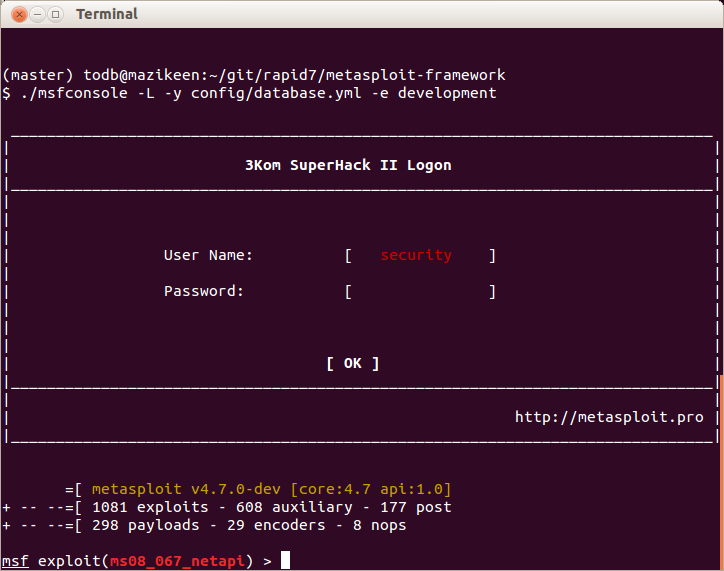 Terminal
(master) todb@mazikeen:~/git/rapid7/metasploit-framework
$ ./msfconsole -L -y config/database.yml -e development
3Kom SuperHack II Logon
User Name: [ security ]
Password: [ ]
[ OK ]
http://metasploit.pro
=[ metasploit v4.7.0-dev [core:4.7 api:1.0]
+ -- --=[ 1081 exploits - 608 auxiliary - 177 post
+ -- --=[ 298 payloads - 29 encoders - 8 nops
msf exploit(ms08_067_netapi) >